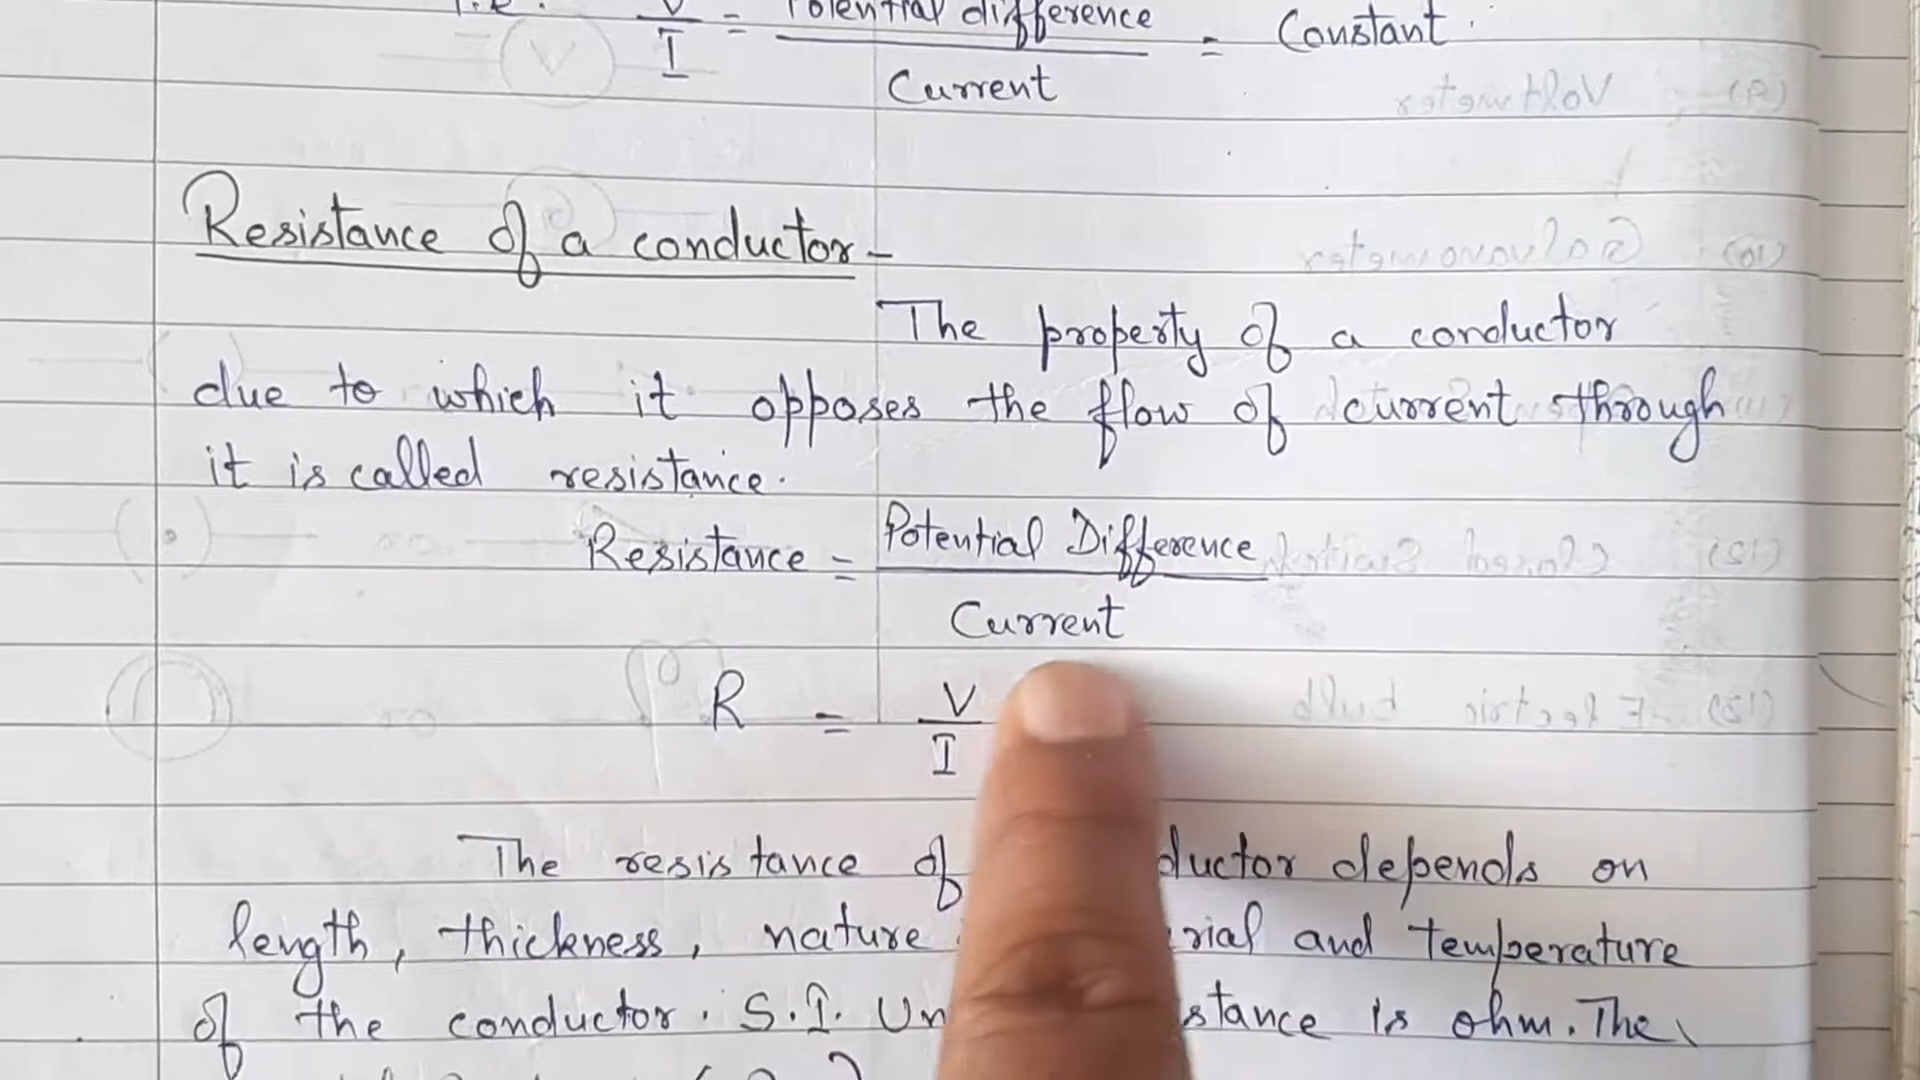 i.e. V/I = Potential difference/Current = Constant.
Resistance of a conductor -
The property of a conductor
due to which it opposes the flow of current through
it is called resistance.
Resistance = Potential Difference/Current
R = V/I
The resistance of ductor depends on
length, thickness, nature rial and temperature
of the conductor. S.I. Un stance is ohm. The